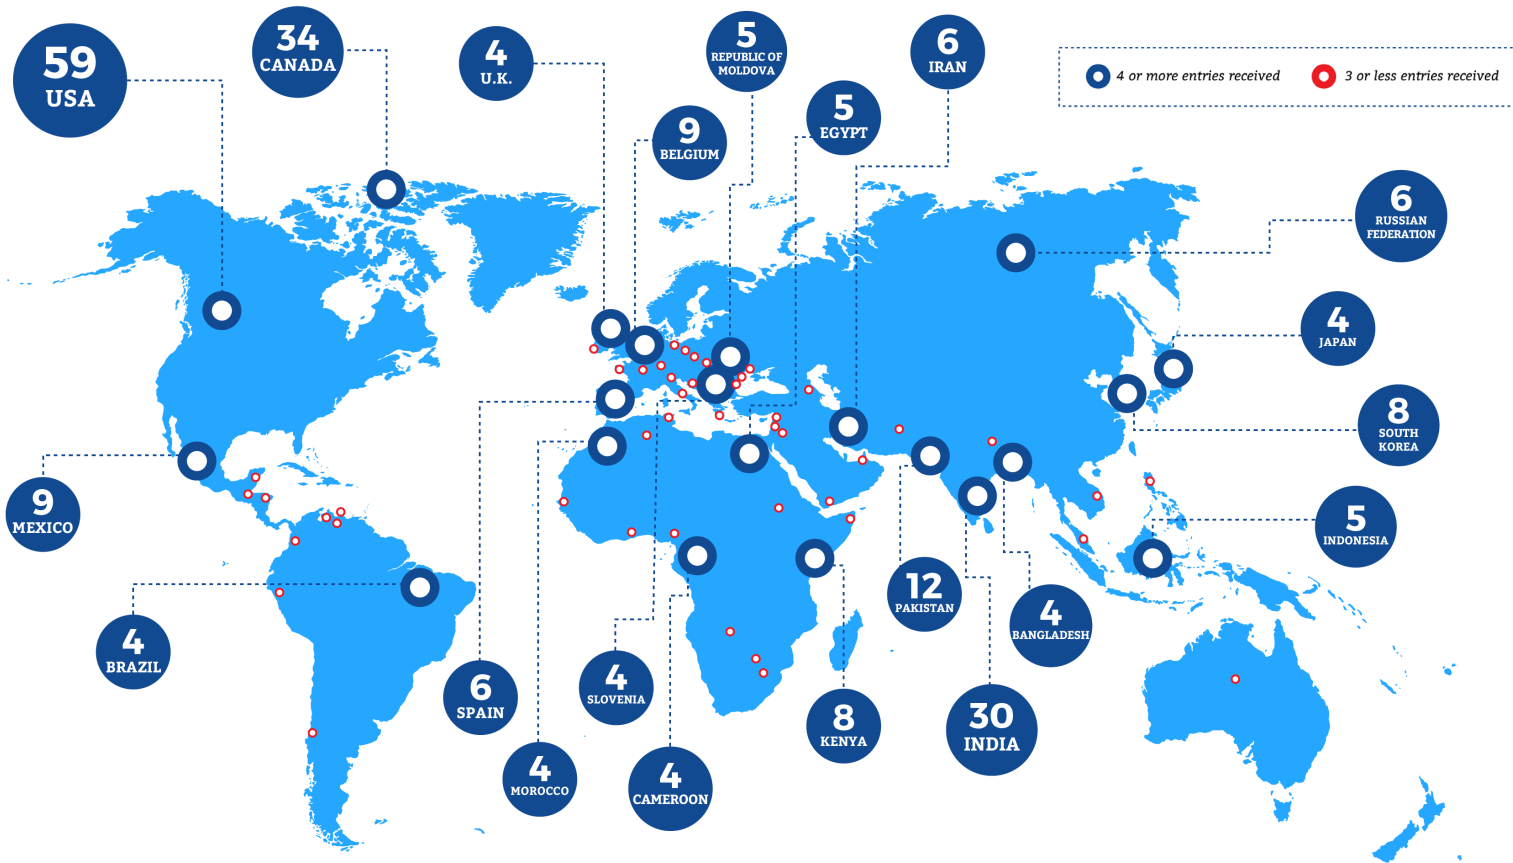 59
USA
34
CANADA
4
U.K.
5
REPUBLIC OF
MOLDOVA
6
IRAN
4 or more entries received
3 or less entries received
9
BELGIUM
5
EGYPT
6
RUSSIAN
FEDERATION
4
JAPAN
8
SOUTH
KOREA
9
MEXICO
5
INDONESIA
12
PAKISTAN
4
BANGLADESH
4
BRAZIL
6
SPAIN
4
SLOVENIA
8
KENYA
30
INDIA
4
MOROCCO
4
CAMEROON